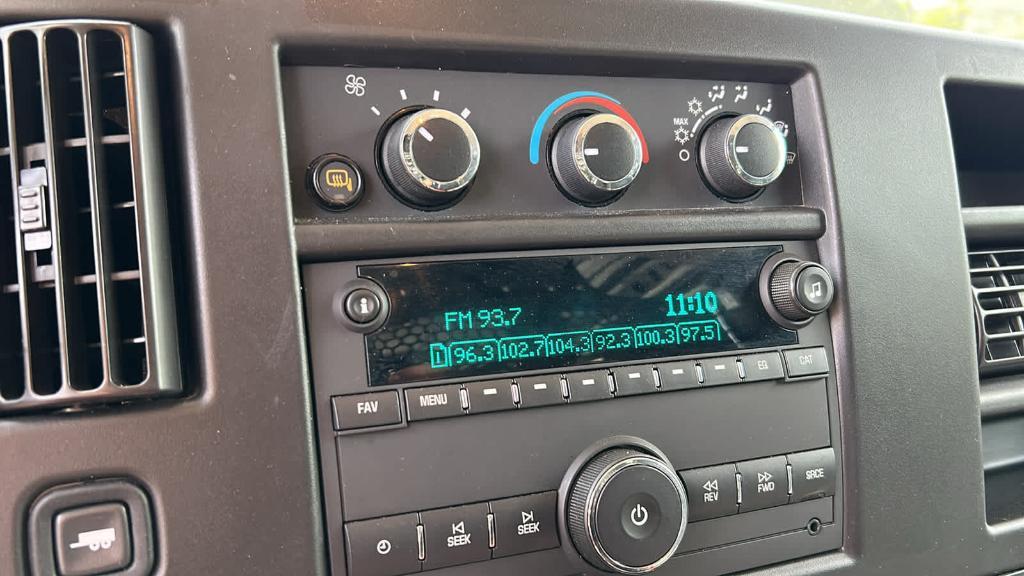 MAX
FM 93.7 11:10
1 96.3 102.7 104.3 92.3 100.3 97.5
FAV MENU EQ CAT
SEEK SEEK REV FWD SRCE